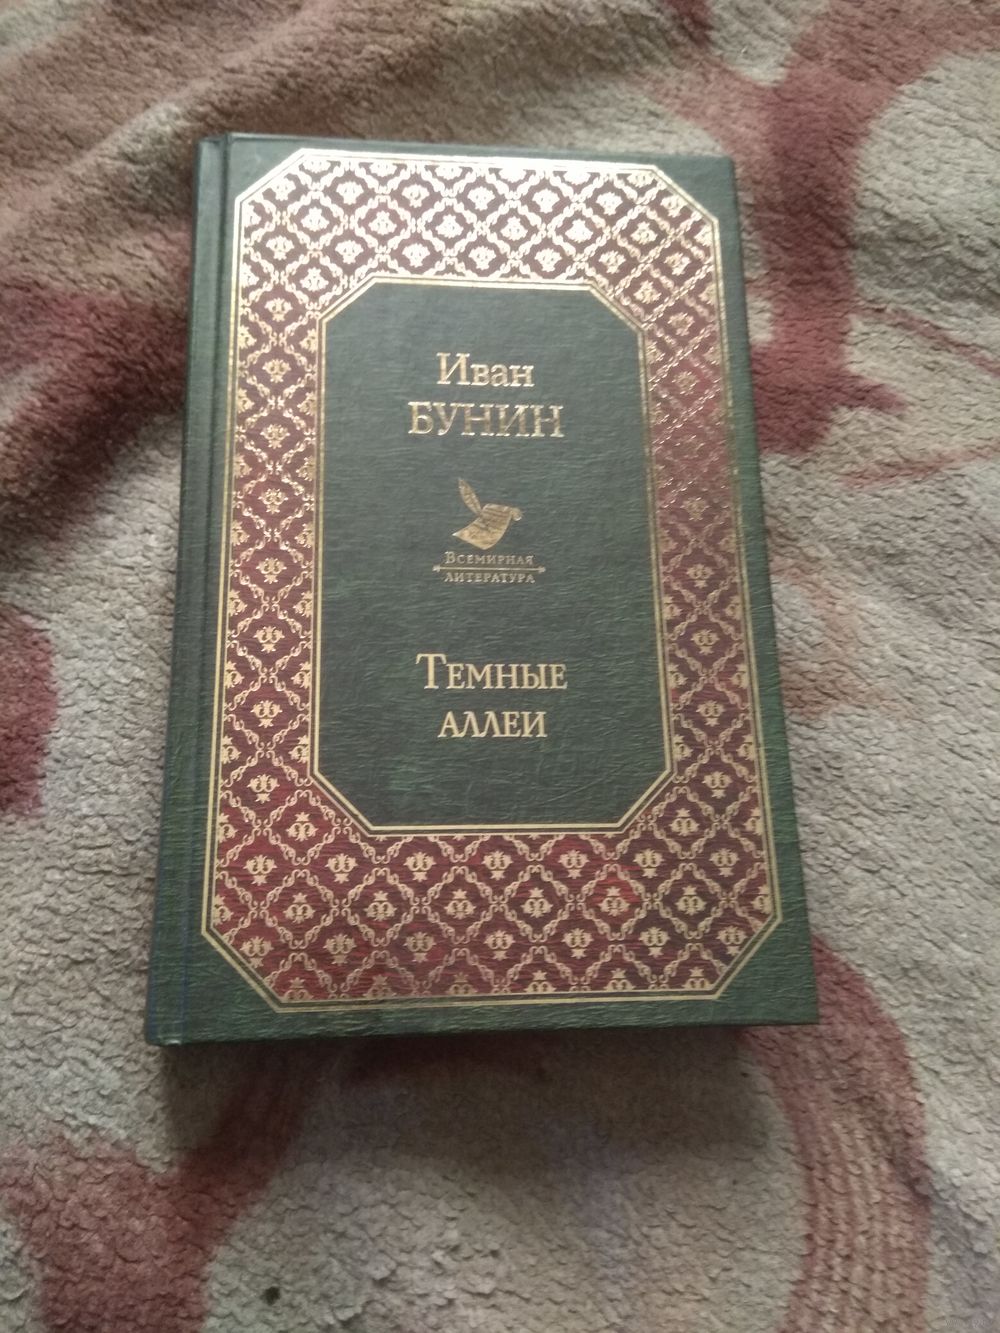 Иван
БУНИН
Всемирная
литература
Темные
аллеи